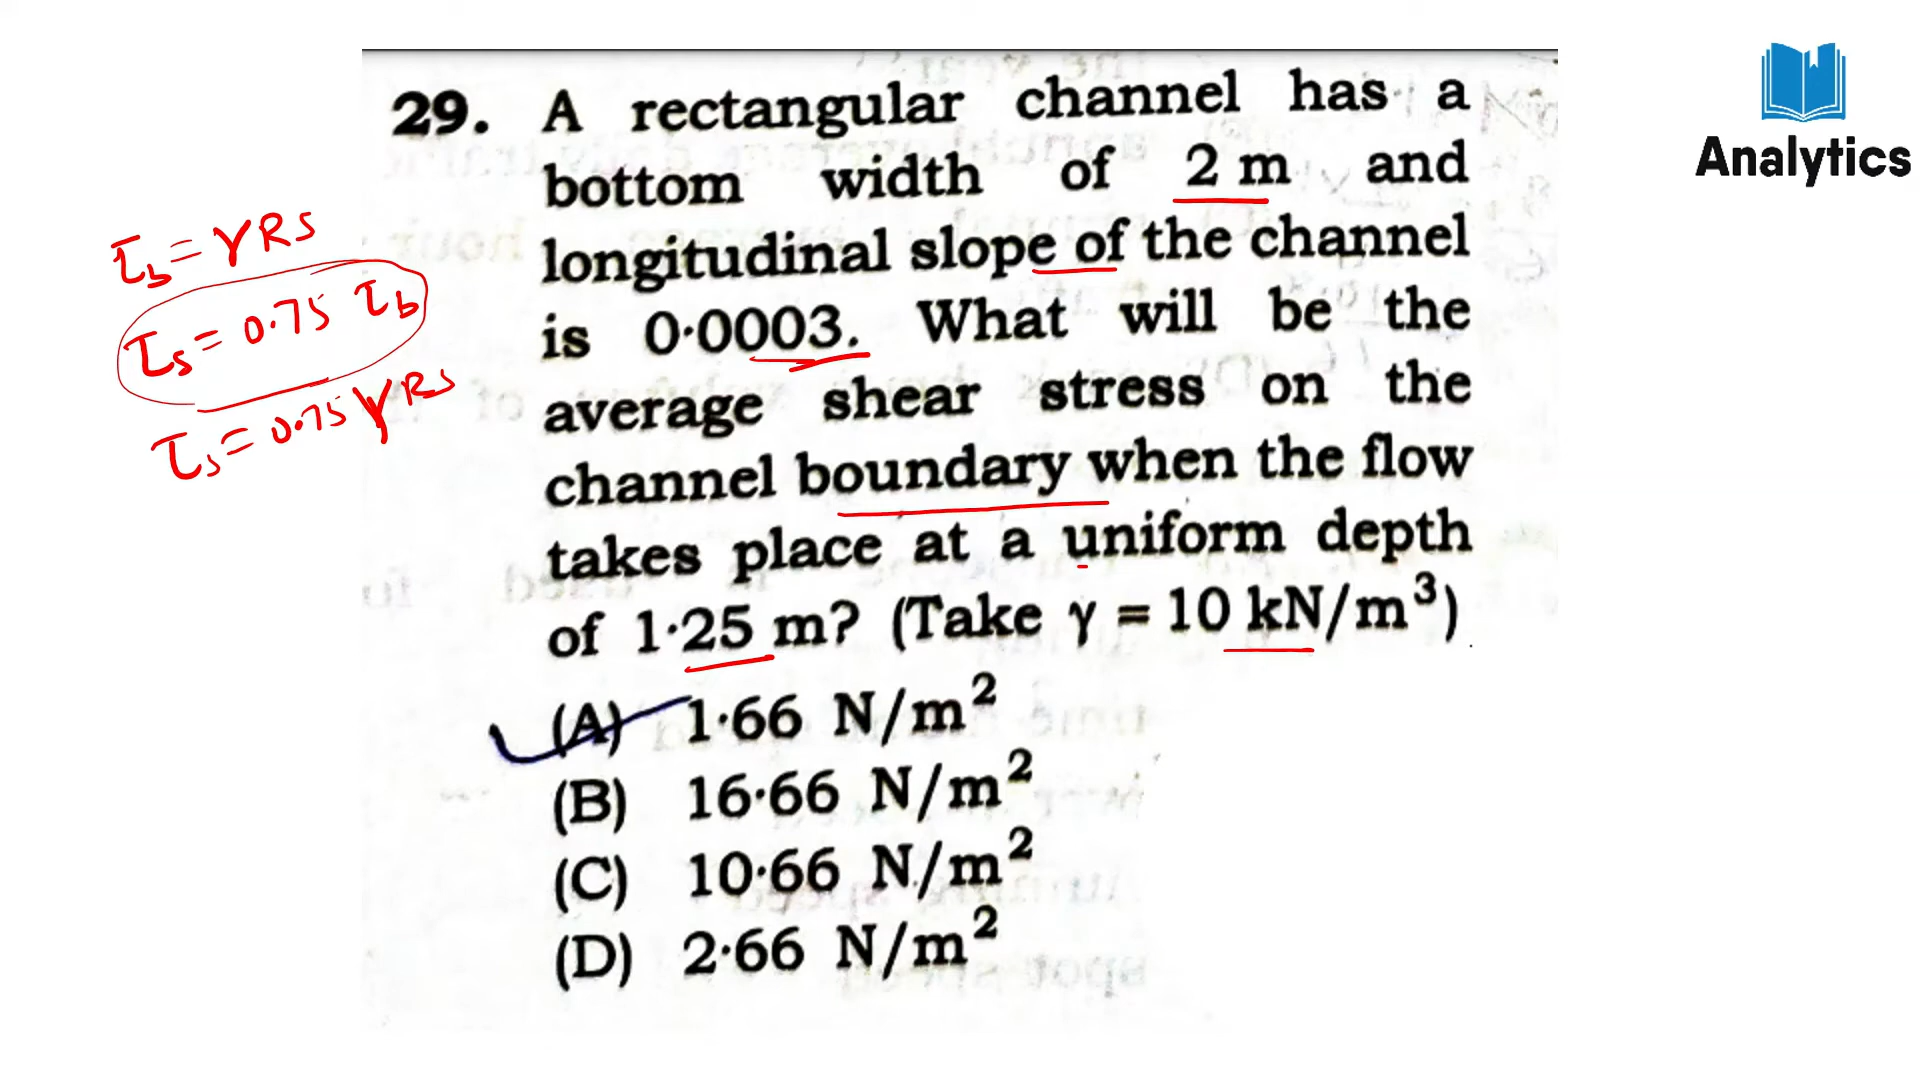 Analytics
29. A rectangular channel has a
bottom width of 2 m and
longitudinal slope of the channel
is 0·0003. What will be the
average shear stress on the
channel boundary when the flow
takes place at a uniform depth
of 1·25 m? (Take γ = 10 kN/m³)
(A) 1·66 N/m²
(B) 16·66 N/m²
(C) 10·66 N/m²
(D) 2·66 N/m²
τb = γRS
τs = 0.75 τb
τs = 0.75 γRS